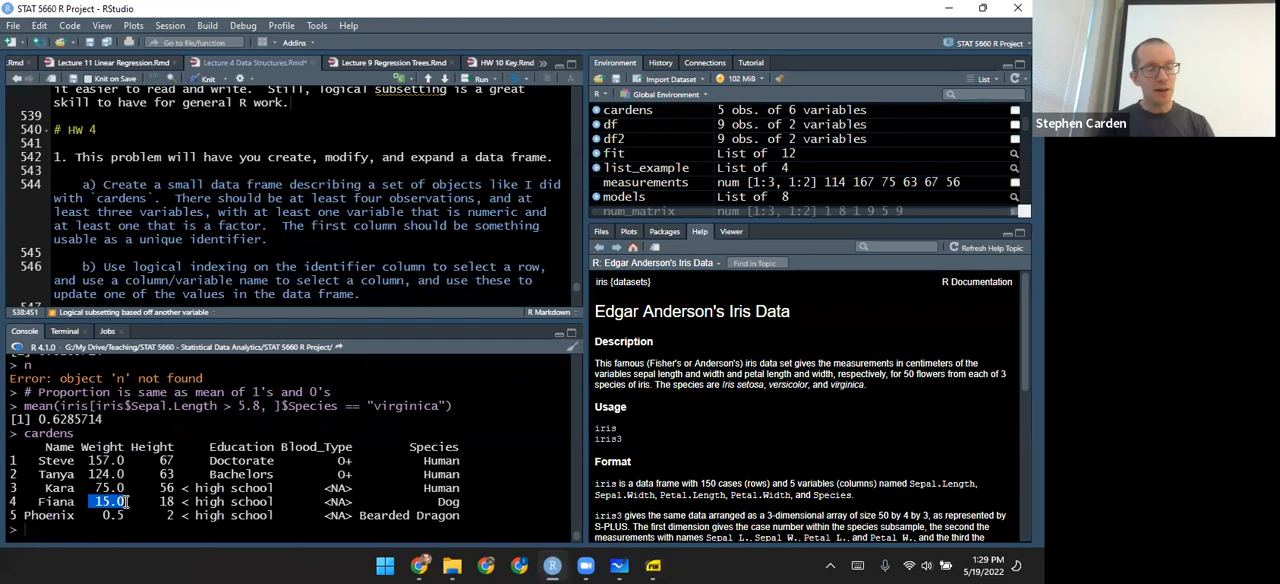 STAT 5660 R Project - RStudio
File Edit Code View Plots Session Build Debug Profile Tools Help
Go to file/function Addins STAT 5660 R Project
.Rmd Lecture 11 Linear Regression.Rmd Lecture 4 Data Structures.Rmd* Lecture 9 Regression Trees.Rmd HW 10 Key.Rmd
Knit on Save Knit Run
it easier to read and write. Still, logical subsetting is a great
skill to have for general R work.
539
540 # HW 4
541
542 1. This problem will have you create, modify, and expand a data frame.
543
544 a) Create a small data frame describing a set of objects like I did
with `cardens`. There should be at least four observations, and at
least three variables, with at least one variable that is numeric and
at least one that is a factor. The first column should be something
usable as a unique identifier.
545
546 b) Use logical indexing on the identifier column to select a row,
and use a column/variable name to select a column, and use these to
update one of the values in the data frame.
538:451 Logical subsetting based off another variable R Markdown
Console Terminal Jobs
R 4.1.0 · G:/My Drive/Teaching/STAT 5660 - Statistical Data Analytics/STAT 5660 R Project/
> n
Error: object 'n' not found
> # Proportion is same as mean of 1's and 0's
> mean(iris[iris$Sepal.Length > 5.8, ]$Species == "virginica")
[1] 0.6285714
> cardens
Name Weight Height Education Blood_Type Species
1 Steve 157.0 67 Doctorate O+ Human
2 Tanya 124.0 63 Bachelors O+ Human
3 Kara 75.0 56 < high school <NA> Human
4 Fiana 15.0 18 < high school <NA> Dog
5 Phoenix 0.5 2 < high school <NA> Bearded Dragon
>
Environment History Connections Tutorial
Import Dataset 102 MiB List
R Global Environment
cardens 5 obs. of 6 variables
df 9 obs. of 2 variables
df2 9 obs. of 2 variables
fit List of 12
list_example List of 4
measurements num [1:3, 1:2] 114 167 75 63 67 56
models List of 8
num_matrix num [1:3, 1:2] 1 8 1 9 5 9
Files Plots Packages Help Viewer
Refresh Help Topic
R: Edgar Anderson's Iris Data Find in Topic
iris {datasets} R Documentation
Edgar Anderson's Iris Data
Description
This famous (Fisher's or Anderson's) iris data set gives the measurements in centimeters of the
variables sepal length and width and petal length and width, respectively, for 50 flowers from each of 3
species of iris. The species are Iris setosa, versicolor, and virginica.
Usage
iris
iris3
Format
iris is a data frame with 150 cases (rows) and 5 variables (columns) named Sepal.Length,
Sepal.Width, Petal.Length, Petal.Width, and Species.
iris3 gives the same data arranged as a 3-dimensional array of size 50 by 4 by 3, as represented by
S-PLUS. The first dimension gives the case number within the species subsample, the second the
measurements with names Sepal L., Sepal W., Petal L., and Petal W., and the third the
Stephen Carden
1:29 PM
5/19/2022